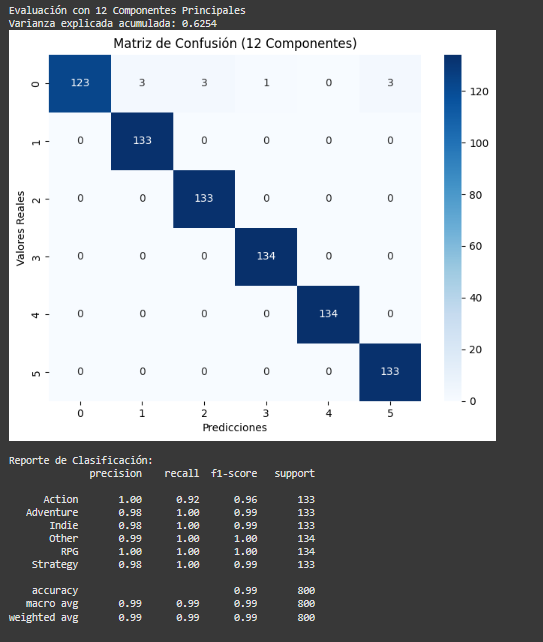 Evaluación con 12 Componentes Principales
Varianza explicada acumulada: 0.6254
Matriz de Confusión (12 Componentes)
0 123 3 3 1 0 3
1 0 133 0 0 0 0
2 0 0 133 0 0 0
3 0 0 0 134 0 0
4 0 0 0 0 134 0
5 0 0 0 0 0 133
0 1 2 3 4 5
Valores Reales
Predicciones
120
100
80
60
40
20
0
Reporte de Clasificación:
precision recall f1-score support
Action 1.00 0.92 0.96 133
Adventure 0.98 1.00 0.99 133
Indie 0.98 1.00 0.99 133
Other 0.99 1.00 1.00 134
RPG 1.00 1.00 1.00 134
Strategy 0.98 1.00 0.99 133
accuracy 0.99 800
macro avg 0.99 0.99 0.99 800
weighted avg 0.99 0.99 0.99 800